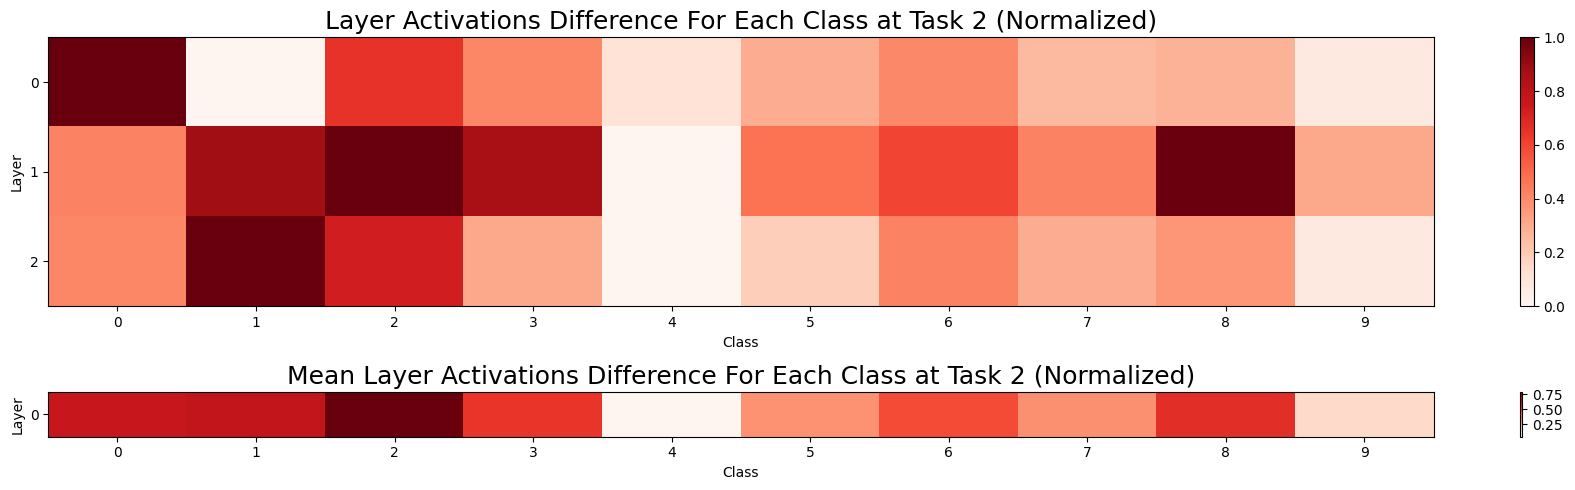 Layer Activations Difference For Each Class at Task 2 (Normalized)
Layer
0
1
2
0 1 2 3 4 5 6 7 8 9
Class
1.0
0.8
0.6
0.4
0.2
0.0
Mean Layer Activations Difference For Each Class at Task 2 (Normalized)
Layer
0
0 1 2 3 4 5 6 7 8 9
Class
0.75
0.50
0.25